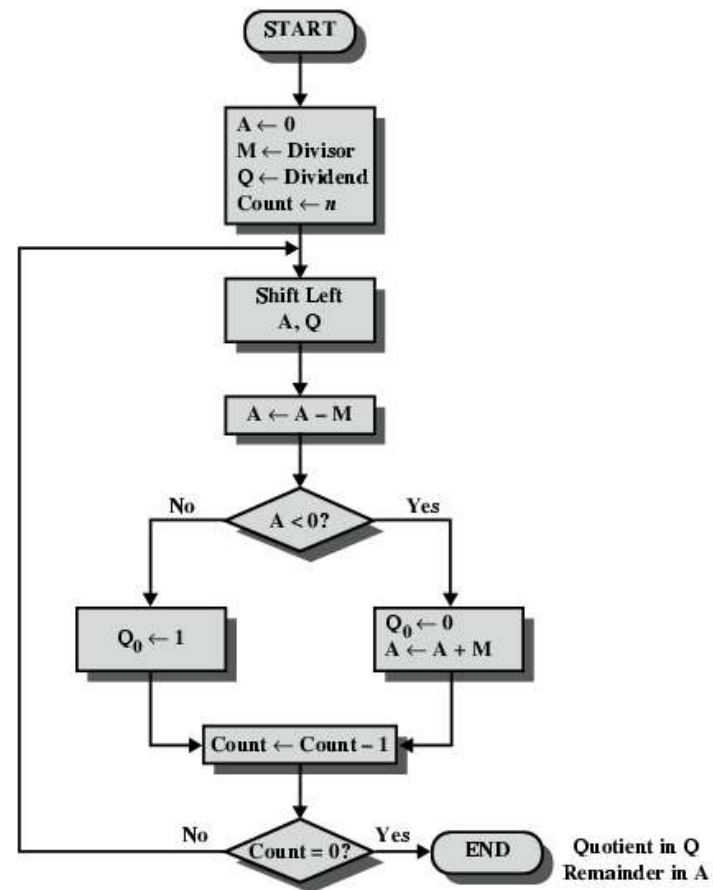 START
A ← 0
M ← Divisor
Q ← Dividend
Count ← n
Shift Left
A, Q
A ← A – M
No
A < 0?
Yes
Q₀ ← 1
Q₀ ← 0
A ← A + M
Count ← Count – 1
No
Count = 0?
Yes
END
Quotient in Q
Remainder in A